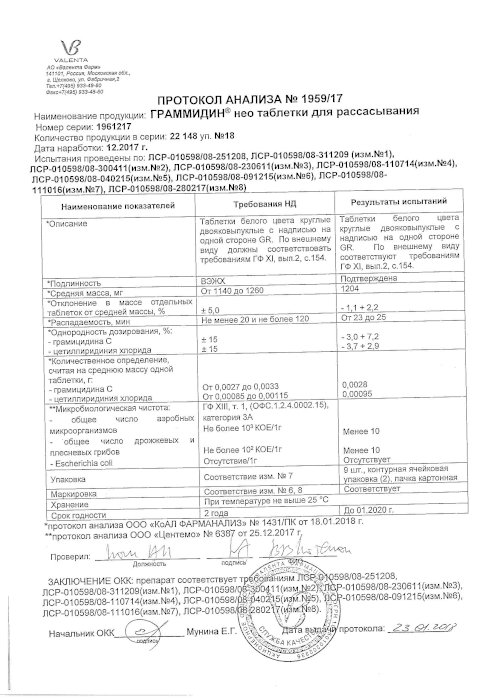 VALENTA
АО «Валента Фарм»
141101, Россия, Московская обл.,
г. Щелково, ул. Фабричная,2
Тел.+7(495) 933-48-60
Факс+7(495) 933-48-60
ПРОТОКОЛ АНАЛИЗА № 1959/17
Наименование продукции: ГРАММИДИН® нео таблетки для рассасывания
Номер серии: 1961217
Количество продукции в серии: 22 148 уп. №18
Дата наработки: 12.2017 г.
Испытания проведены по: ЛСР-010598/08-251208, ЛСР-010598/08-311209 (изм.№1),
ЛСР-010598/08-300411(изм.№2), ЛСР-010598/08-230611(изм.№3), ЛСР-010598/08-110714(изм.№4),
ЛСР-010598/08-040215(изм.№5), ЛСР-010598/08-091215(изм.№6), ЛСР-010598/08-
111016(изм.№7), ЛСР-010598/08-280217(изм.№8)
Наименование показателей Требования НД Результаты испытаний
*Описание Таблетки белого цвета круглые Таблетки белого цвета
двояковыпуклые с надписью на круглые двояковыпуклые с
одной стороне GR. По внешнему надписью на одной стороне
виду должны соответствовать GR. По внешнему виду
требованиям ГФ XI, вып.2, с.154. соответствуют требованиям
ГФ XI, вып.2, с.154.
*Подлинность ВЭЖХ Подтверждена
*Средняя масса, мг От 1140 до 1260 1204
*Отклонение в массе отдельных
таблеток от средней массы, % ± 5,0 - 1,1 + 2,2
*Распадаемость, мин Не менее 20 и не более 120 От 23 до 25
*Однородность дозирования, %:
- грамицидина С ± 15 - 3,0 + 7,2
- цетилпиридиния хлорида ± 15 - 3,7 + 2,9
*Количественное определение,
считая на среднюю массу одной
таблетки, г:
- грамицидина С От 0,0027 до 0,0033 0,0028
- цетилпиридиния хлорида От 0,00085 до 0,00115 0,00095
**Микробиологическая чистота: ГФ XIII, т. 1, (ОФС.1.2.4.0002.15),
- общее число аэробных категория 3А
микроорганизмов Не более 10³ КОЕ/1г Менее 10
- общее число дрожжевых и
плесневых грибов Не более 10² КОЕ/1г Менее 10
- Escherichia coli Отсутствие/1г Отсутствует
Упаковка Соответствие изм. № 7 9 шт., контурная ячейковая
упаковка (2), пачка картонная
Маркировка Соответствие изм. № 6, 8 Соответствует
Хранение При температуре не выше 25 °С
Срок годности 2 года До 01.2020 г.
*протокол анализа ООО «КоАЛ ФАРМАНАЛИЗ» № 1431/ПК от 18.01.2018 г.
**протокол анализа ООО «Центемо» № 6387 от 25.12.2017 г.
Проверил:
Должность подпись
ЗАКЛЮЧЕНИЕ ОКК: препарат соответствует требованиям ЛСР-010598/08-251208,
ЛСР-010598/08-311209(изм.№1), ЛСР-010598/08-300411(изм.№2), ЛСР-010598/08-230611(изм.№3),
ЛСР-010598/08-110714(изм.№4), ЛСР-010598/08-040215(изм.№5), ЛСР-010598/08-091215(изм.№6),
ЛСР-010598/08-111016(изм.№7), ЛСР-010598/08-280217(изм.№8).
Начальник ОКК Мунина Е.Г. Дата выдачи протокола: 23.01.2018
подпись
СЛУЖБА КАЧЕСТВА